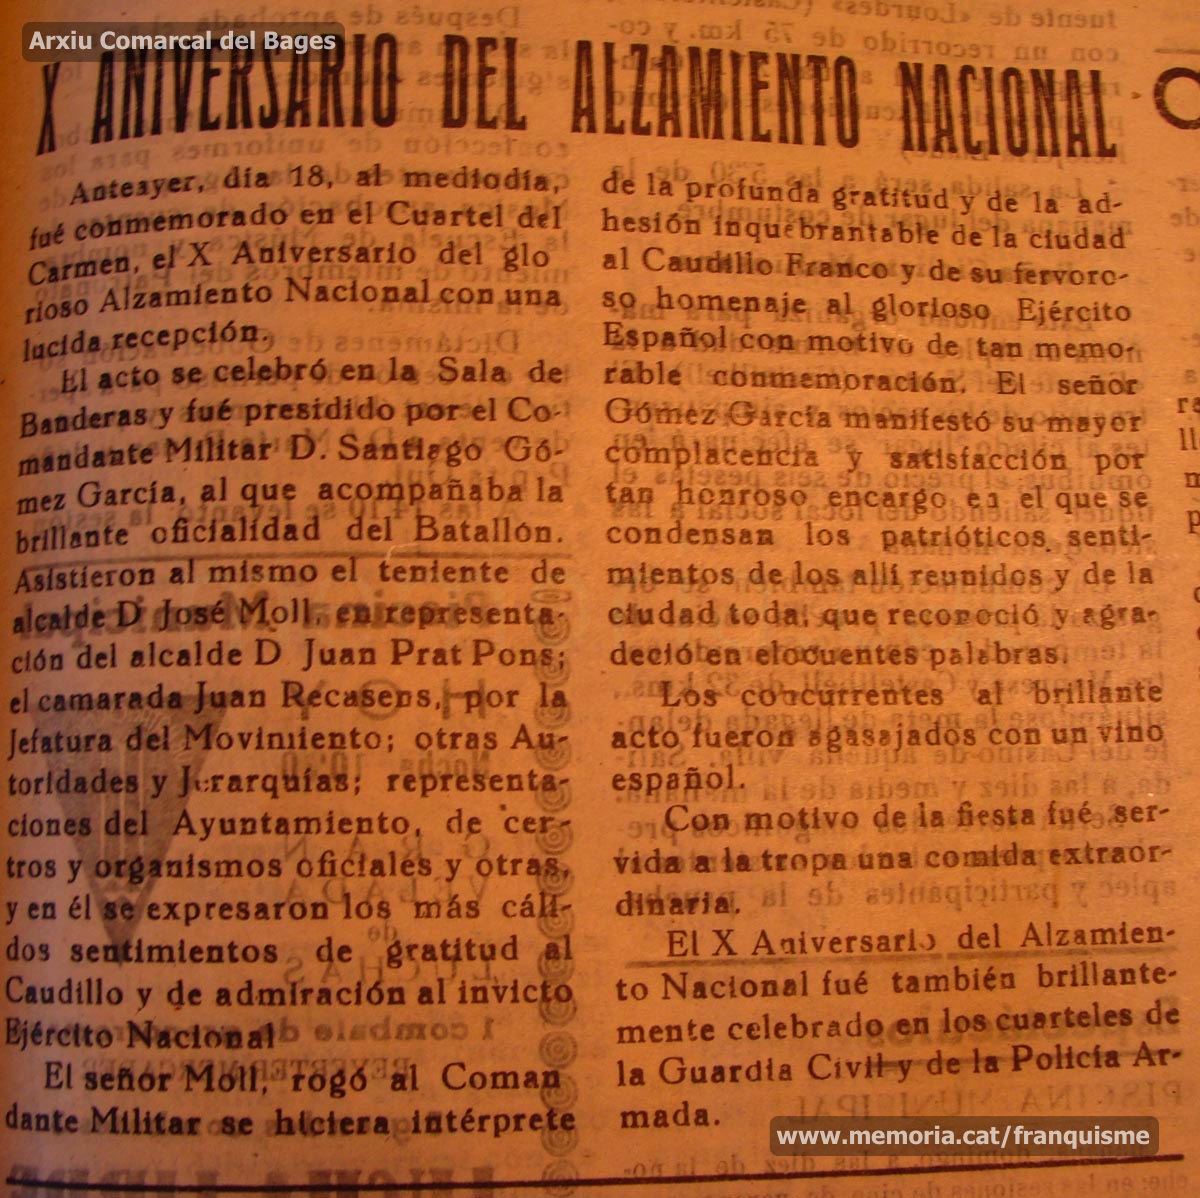 Arxiu Comarcal del Bages
X ANIVERSARIO DEL ALZAMIENTO NACIONAL
Anteayer, día 18, al mediodía,
fué conmemorado en el Cuartel del
Carmen, el X Aniversario del glo
rioso Alzamiento Nacional con una
lucida recepción.
El acto se celebró en la Sala de
Banderas y fué presidido por el Co-
mandante Militar D. Santiago Gó-
mez García, al que acompañaba la
brillante oficialidad del Batallón.
Asistieron al mismo el teniente de
alcalde D José Moll, en representa-
ción del alcalde D Juan Prat Pons;
el camarada Juan Recasens, por la
Jefatura del Movimiento; otras Au-
toridades y Jerarquías; representa-
ciones del Ayuntamiento, de cen-
tros y organismos oficiales y otras,
y en él se expresaron los más cáli-
dos sentimientos de gratitud al
Caudillo y de admiración al invicto
Ejército Nacional
El señor Moll, rogó al Coman
dante Militar se hiciera intérprete
de la profunda gratitud y de la ad-
hesión inquebrantable de la ciudad
al Caudillo Franco y de su fervoro-
so homenaje al glorioso Ejército
Español con motivo de tan memo-
rable conmemoración. El señor
Gómez García manifestó su mayor
complacencia y satisfacción por
tan honroso encargo en el que se
condensan los patrióticos senti-
mientos de los allí reunidos y de la
ciudad toda, que reconoció y agra-
deció en elocuentes palabras.
Los concurrentes al brillante
acto fueron agasajados con un vino
español.
Con motivo de la fiesta fué ser-
vida a la tropa una comida extraor-
dinaria.
El X Aniversario del Alzamien-
to Nacional fué también brillante-
mente celebrado en los cuarteles de
la Guardia Civil y de la Policía Ar-
mada.
www.memoria.cat/franquisme